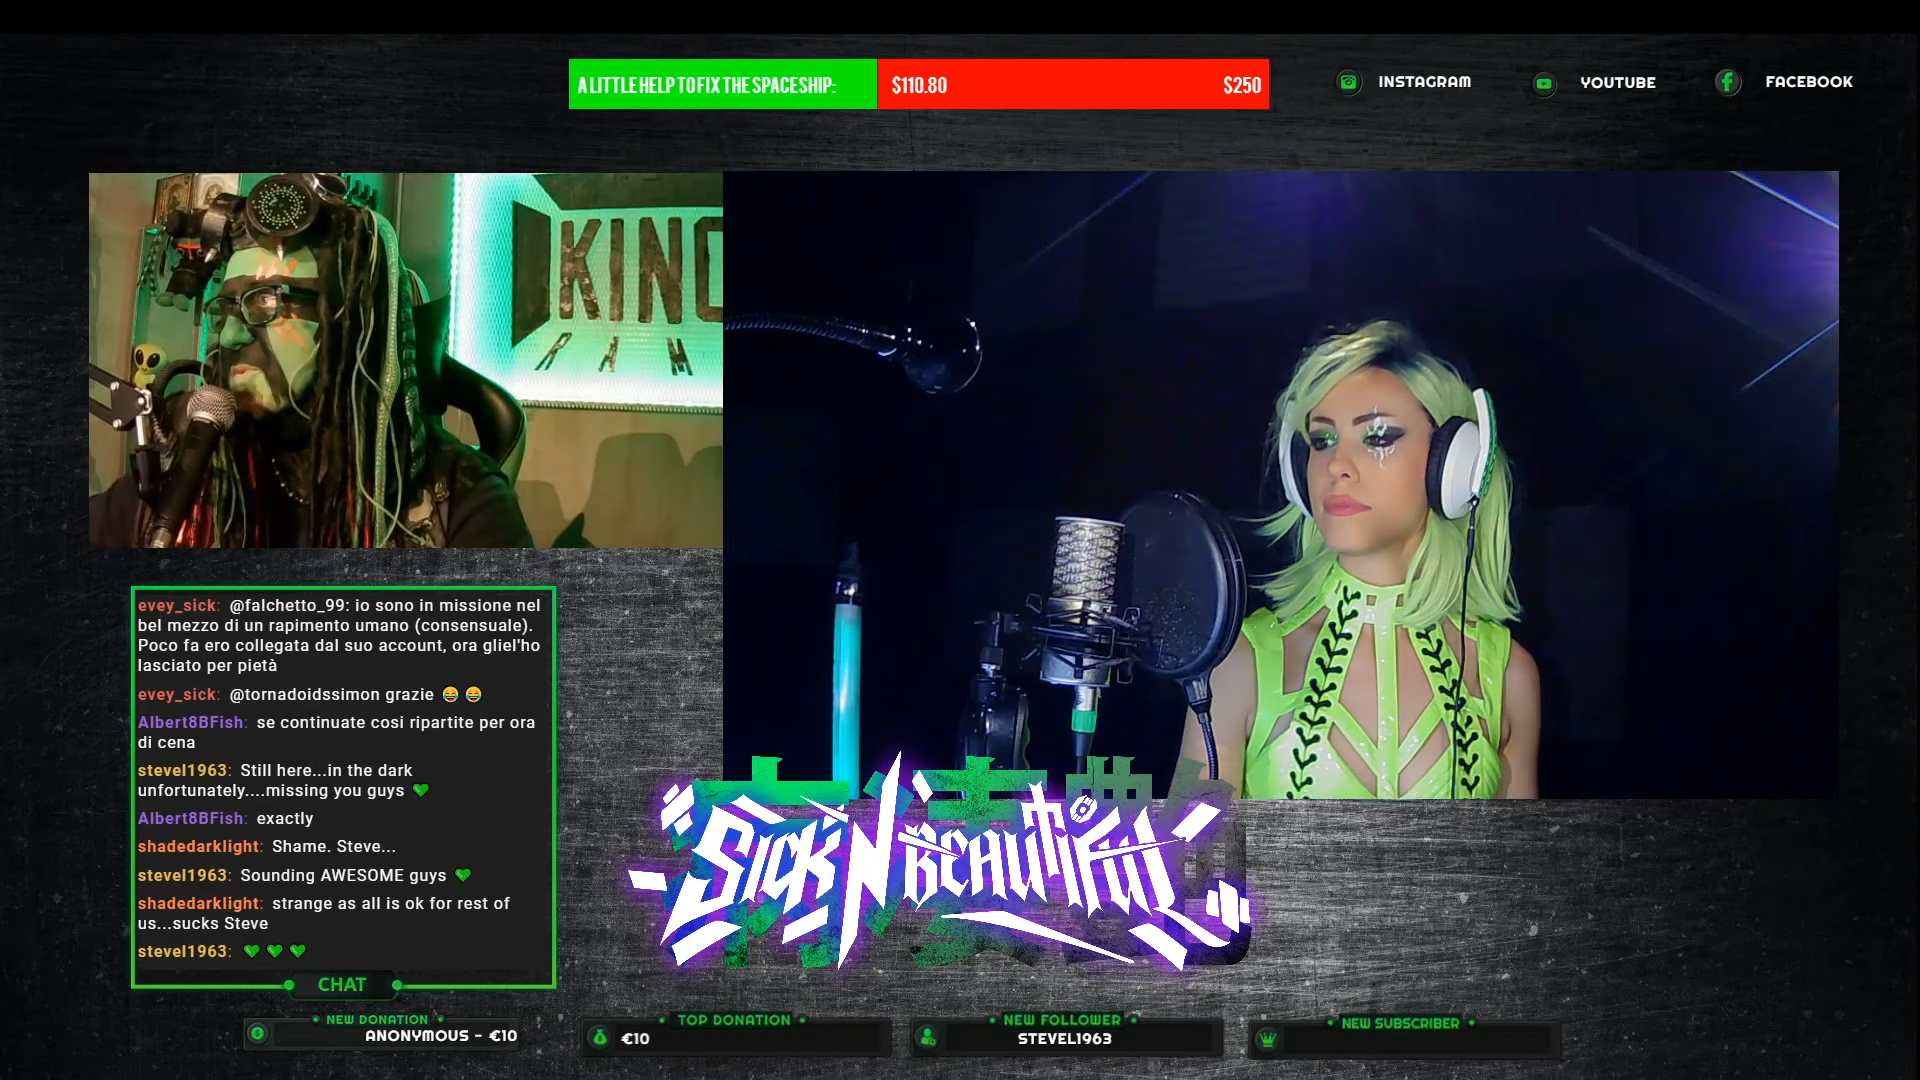 A LITTLE HELP TO FIX THE SPACESHIP: $110.80 $250
INSTAGRAM YOUTUBE FACEBOOK
KING
RAM
evey_sick: @falchetto_99: io sono in missione nel
bel mezzo di un rapimento umano (consensuale).
Poco fa ero collegata dal suo account, ora gliel'ho
lasciato per pietà
evey_sick: @tornadoidssimon grazie 😂 😂
Albert8BFish: se continuate cosi ripartite per ora
di cena
stevel1963: Still here...in the dark
unfortunately....missing you guys 💚
Albert8BFish: exactly
shadedarklight: Shame. Steve...
stevel1963: Sounding AWESOME guys 💚
shadedarklight: strange as all is ok for rest of
us...sucks Steve
stevel1963: 💚 💚 💚
CHAT
SICK N BEAUTIFUL
NEW DONATION
ANONYMOUS - €10
TOP DONATION
€10
NEW FOLLOWER
STEVEL1963
NEW SUBSCRIBER